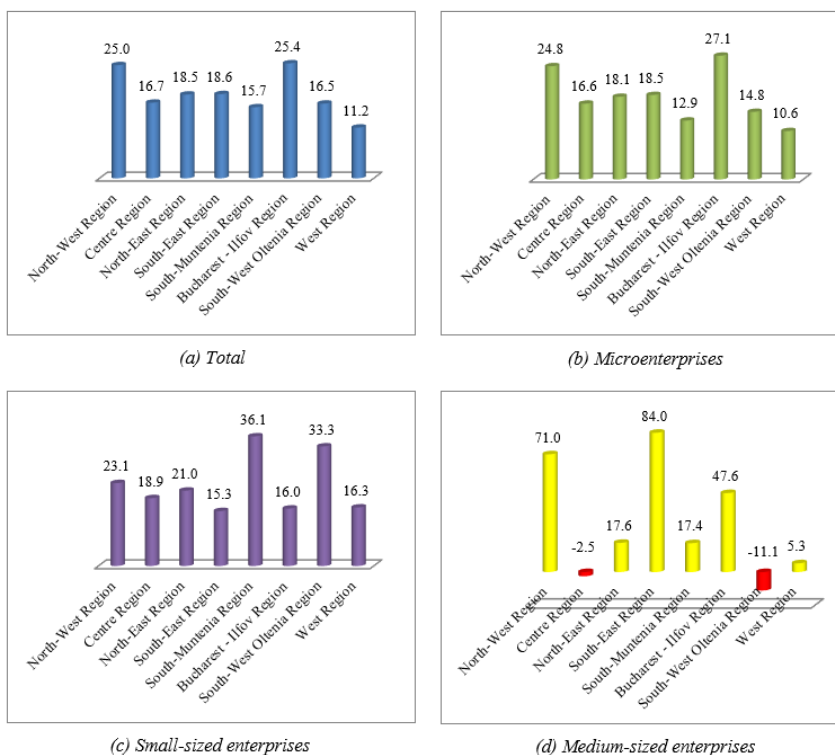 25.0
16.7
18.5
18.6
15.7
25.4
16.5
11.2
North-West Region
Centre Region
North-East Region
South-East Region
South-Muntenia Region
Bucharest - Ilfov Region
South-West Oltenia Region
West Region
(a) Total
24.8
16.6
18.1
18.5
12.9
27.1
14.8
10.6
North-West Region
Centre Region
North-East Region
South-East Region
South-Muntenia Region
Bucharest - Ilfov Region
South-West Oltenia Region
West Region
(b) Microenterprises
23.1
18.9
21.0
15.3
36.1
16.0
33.3
16.3
North-West Region
Centre Region
North-East Region
South-East Region
South-Muntenia Region
Bucharest - Ilfov Region
South-West Oltenia Region
West Region
(c) Small-sized enterprises
71.0
-2.5
17.6
84.0
17.4
47.6
-11.1
5.3
North-West Region
Centre Region
North-East Region
South-East Region
South-Muntenia Region
Bucharest - Ilfov Region
South-West Oltenia Region
West Region
(d) Medium-sized enterprises